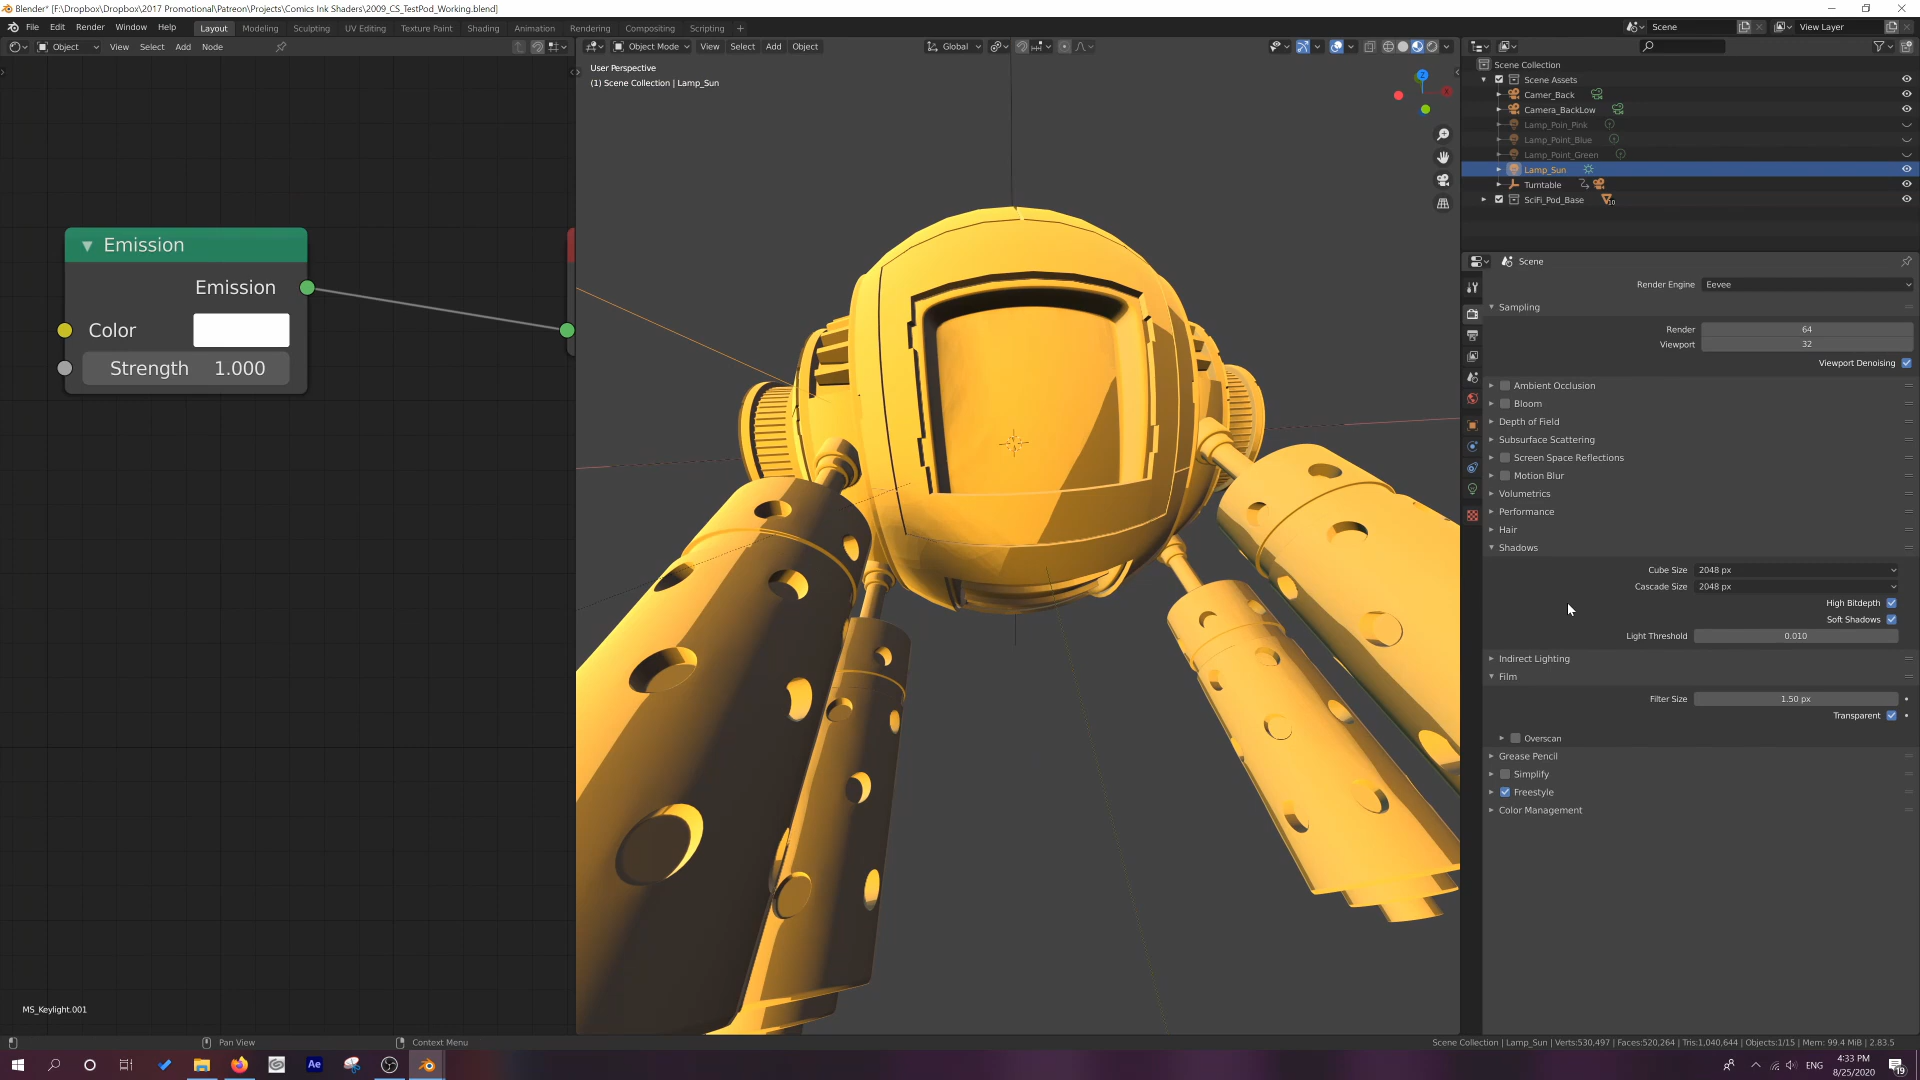 Blender* [F:\Dropbox\Dropbox\2017 Promotional\Patreon\Projects\Comics Ink Shaders\2009_CS_TestPod_Working.blend]
File Edit Render Window Help Layout Modeling Sculpting UV Editing Texture Paint Shading Animation Rendering Compositing Scripting + Scene View Layer
Object View Select Add Node Object Mode View Select Add Object Global
User Perspective
(1) Scene Collection | Lamp_Sun
Scene Collection
Scene Assets
Camer_Back
Camera_BackLow
Lamp_Poin_Pink
Lamp_Point_Blue
Lamp_Point_Green
Lamp_Sun
Turntable
SciFi_Pod_Base
Emission
Emission
Color
Strength 1.000
MS_Keylight.001
Scene
Render Engine Eevee
Sampling
Render 64
Viewport 32
Viewport Denoising
Ambient Occlusion
Bloom
Depth of Field
Subsurface Scattering
Screen Space Reflections
Motion Blur
Volumetrics
Performance
Hair
Shadows
Cube Size 2048 px
Cascade Size 2048 px
High Bitdepth
Soft Shadows
Light Threshold 0.010
Indirect Lighting
Film
Filter Size 1.50 px
Transparent
Overscan
Grease Pencil
Simplify
Freestyle
Color Management
Pan View Context Menu Scene Collection | Lamp_Sun | Verts:530,497 | Faces:520,264 | Tris:1,040,644 | Objects:1/15 | Mem: 99.4 MiB | 2.83.5
Ae ENG 4:33 PM
8/25/2020 19